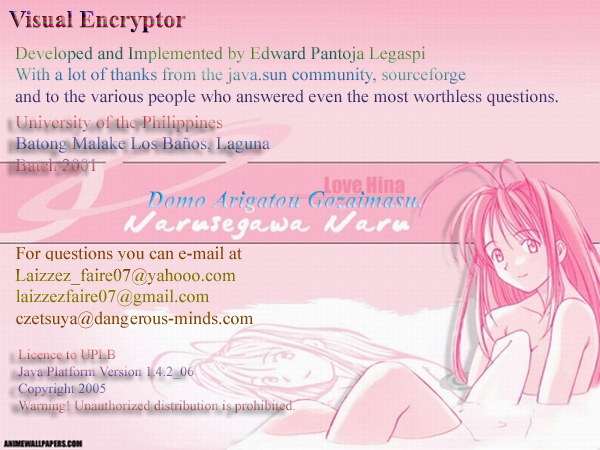 Visual Encryptor
Developed and Implemented by Edward Pantoja Legaspi
With a lot of thanks from the java.sun community, sourceforge
and to the various people who answered even the most worthless questions.
University of the Philippines
Batong Malake Los Baños, Laguna
Batch 2001
Love Hina
Domo Arigatou Gozaimasu.
Narusegawa Naru
For questions you can e-mail at
Laizzez_faire07@yahooo.com
laizzezfaire07@gmail.com
czetsuya@dangerous-minds.com
Licence to UPLB
Java Platform Version 1.4.2_06
Copyright 2005
Warning! Unauthorized distribution is prohibited.
ANIMEWALLPAPERS.COM